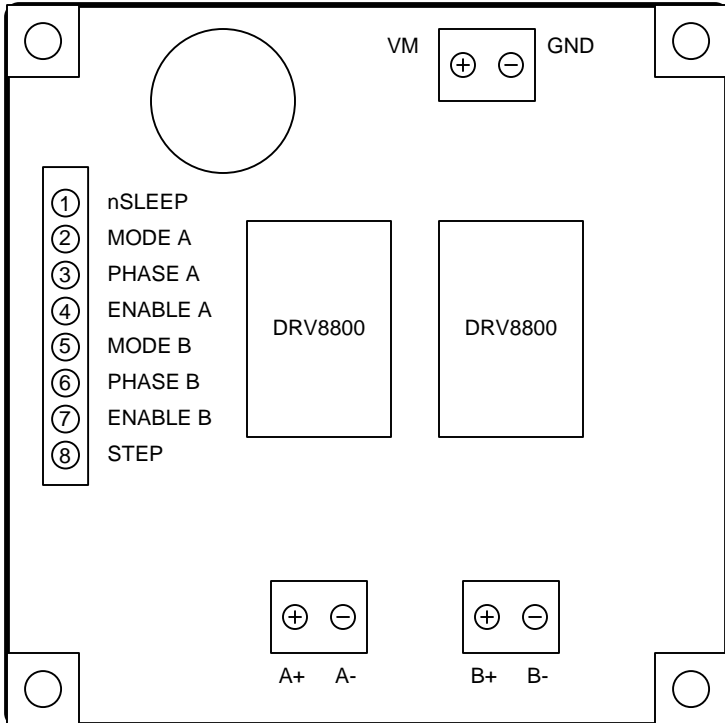 VM GND
1 nSLEEP
2 MODE A
3 PHASE A
4 ENABLE A
5 MODE B
6 PHASE B
7 ENABLE B
8 STEP
DRV8800 DRV8800
A+ A- B+ B-